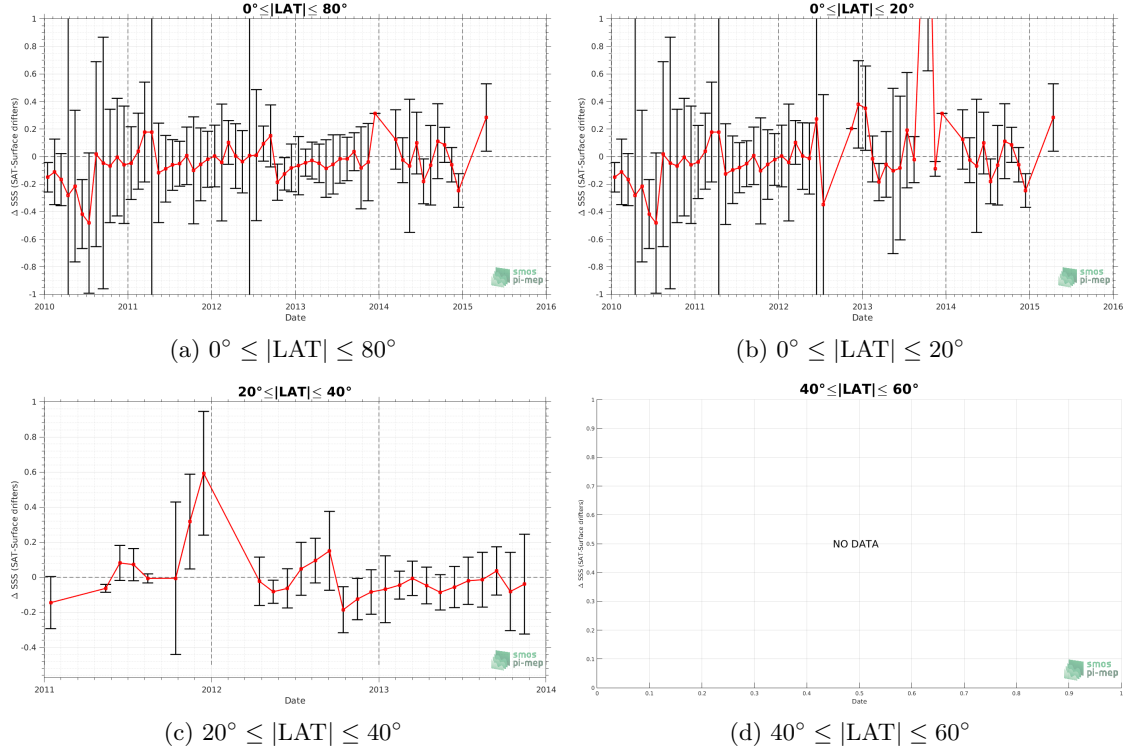 0°≤|LAT|≤ 80°
Δ SSS (SAT-Surface drifters)
1
0.8
0.6
0.4
0.2
0
-0.2
-0.4
-0.6
-0.8
-1
2010 2011 2012 2013 2014 2015 2016
Date
smos
pi-mep
(a) 0° ≤ |LAT| ≤ 80°
0°≤|LAT|≤ 20°
Δ SSS (SAT-Surface drifters)
1
0.8
0.6
0.4
0.2
0
-0.2
-0.4
-0.6
-0.8
-1
2010 2011 2012 2013 2014 2015 2016
Date
smos
pi-mep
(b) 0° ≤ |LAT| ≤ 20°
20°≤|LAT|≤ 40°
Δ SSS (SAT-Surface drifters)
1
0.8
0.6
0.4
0.2
0
-0.2
-0.4
2011 2012 2013 2014
Date
smos
pi-mep
(c) 20° ≤ |LAT| ≤ 40°
40°≤|LAT|≤ 60°
Δ SSS (SAT-Surface drifters)
1
0.9
0.8
0.7
0.6
0.5
0.4
0.3
0.2
0.1
0
NO DATA
0 0.1 0.2 0.3 0.4 0.5 0.6 0.7 0.8 0.9 1
Date
smos
pi-mep
(d) 40° ≤ |LAT| ≤ 60°